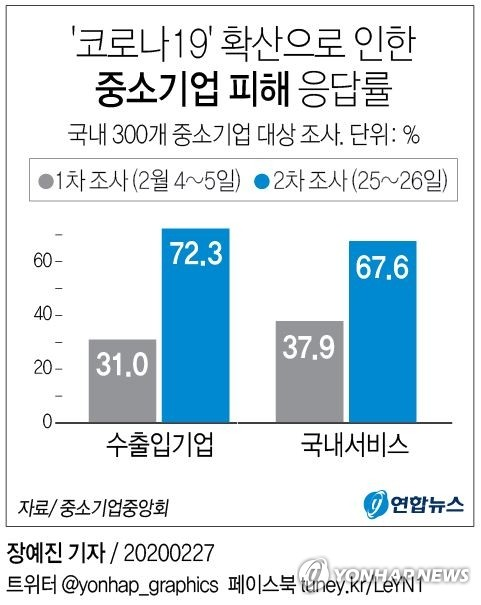 '코로나19' 확산으로 인한
중소기업 피해 응답률
국내 300개 중소기업 대상 조사. 단위: %
1차 조사 (2월 4~5일) 2차 조사 (25~26일)
60
40
20
0
31.0 72.3 37.9 67.6
수출입기업 국내서비스
자료/ 중소기업중앙회 연합뉴스
장예진 기자 / 20200227
트위터 @yonhap_graphics 페이스북 tuney.kr/LeYN1
YONHAPNEWS